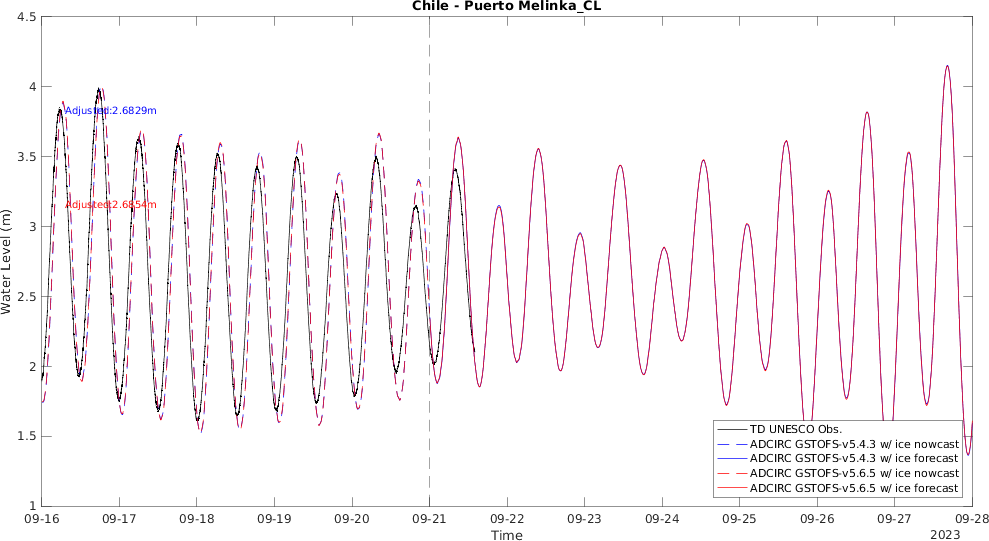 Chile - Puerto Melinka_CL
4.5
4
3.5
3
2.5
2
1.5
1
Water Level (m)
Adjusted:2.6829m
Adjusted:2.6854m
TD UNESCO Obs.
ADCIRC GSTOFS-v5.4.3 w/ ice nowcast
ADCIRC GSTOFS-v5.4.3 w/ ice forecast
ADCIRC GSTOFS-v5.6.5 w/ ice nowcast
ADCIRC GSTOFS-v5.6.5 w/ ice forecast
09-16 09-17 09-18 09-19 09-20 09-21 09-22 09-23 09-24 09-25 09-26 09-27 09-28
Time
2023